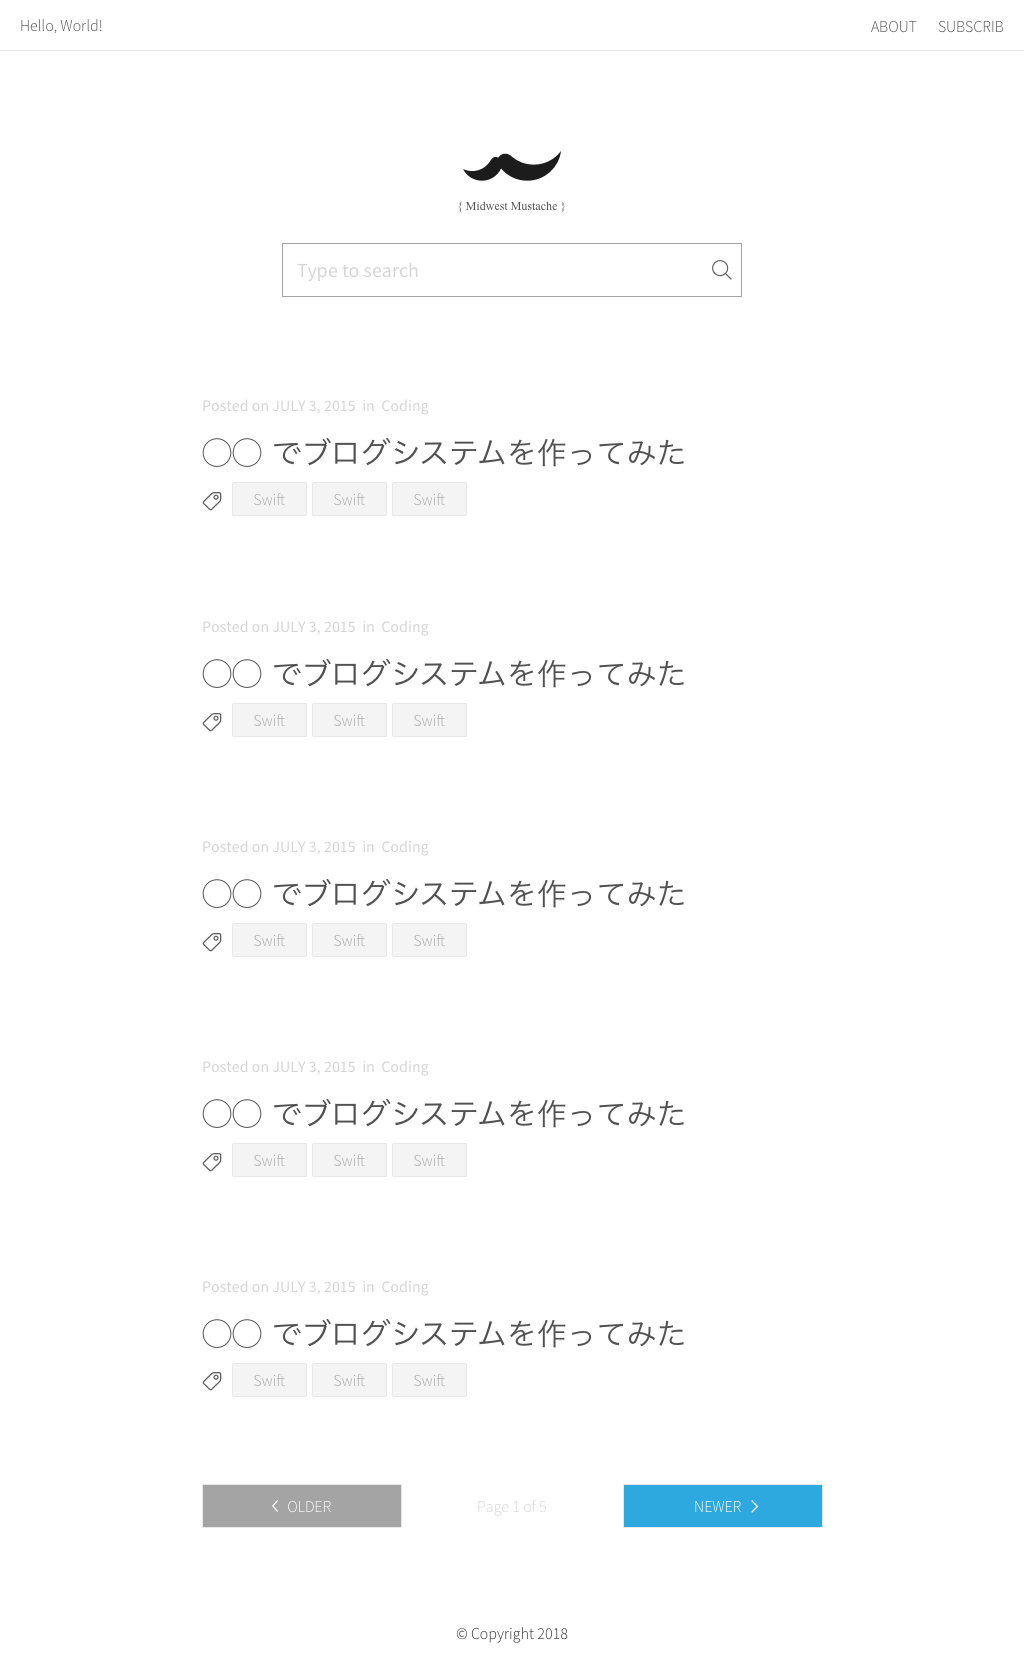 Hello, World!
ABOUT SUBSCRIB
{ Midwest Mustache }
Type to search
Posted on JULY 3, 2015 in Coding
◯◯ でブログシステムを作ってみた
Swift Swift Swift
Posted on JULY 3, 2015 in Coding
◯◯ でブログシステムを作ってみた
Swift Swift Swift
Posted on JULY 3, 2015 in Coding
◯◯ でブログシステムを作ってみた
Swift Swift Swift
Posted on JULY 3, 2015 in Coding
◯◯ でブログシステムを作ってみた
Swift Swift Swift
Posted on JULY 3, 2015 in Coding
◯◯ でブログシステムを作ってみた
Swift Swift Swift
OLDER Page 1 of 5 NEWER
© Copyright 2018